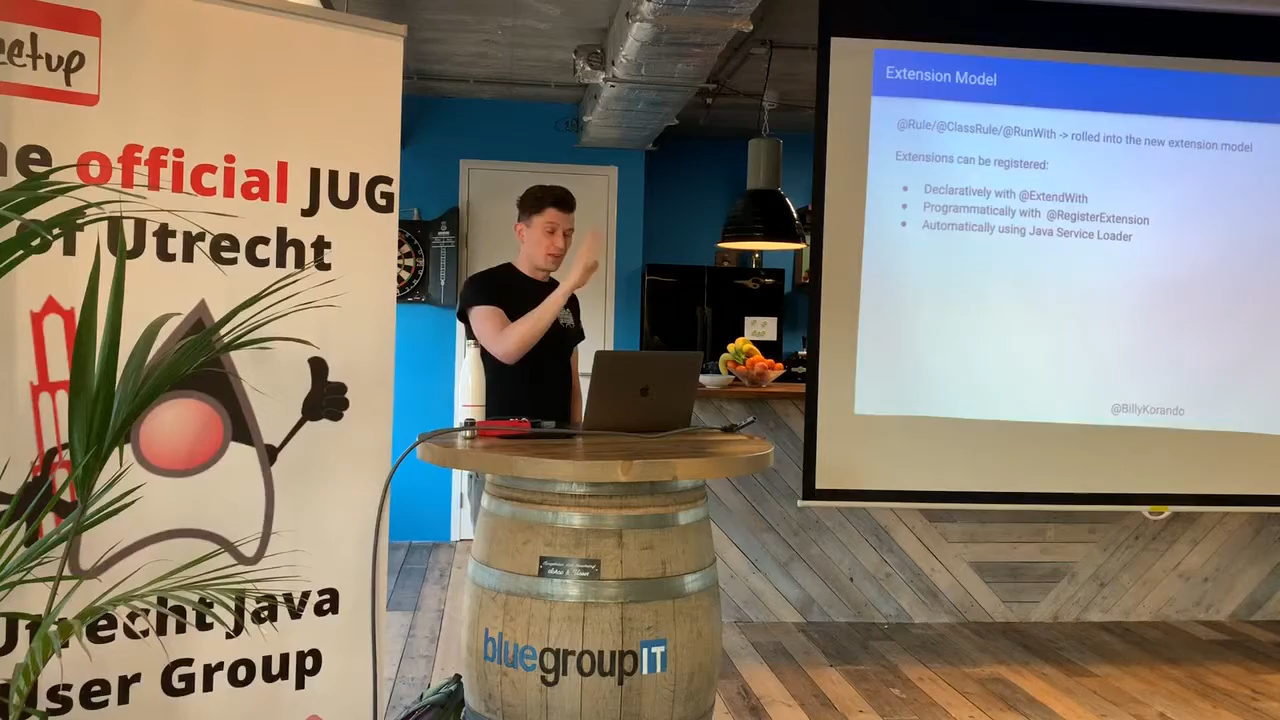 eetup
he official JUG
of Utrecht
Utrecht Java
User Group
bluegroupIT
Extension Model
@Rule/@ClassRule/@RunWith -> rolled into the new extension model
Extensions can be registered:
• Declaratively with @ExtendWith
• Programmatically with @RegisterExtension
• Automatically using Java Service Loader
@BillyKorando